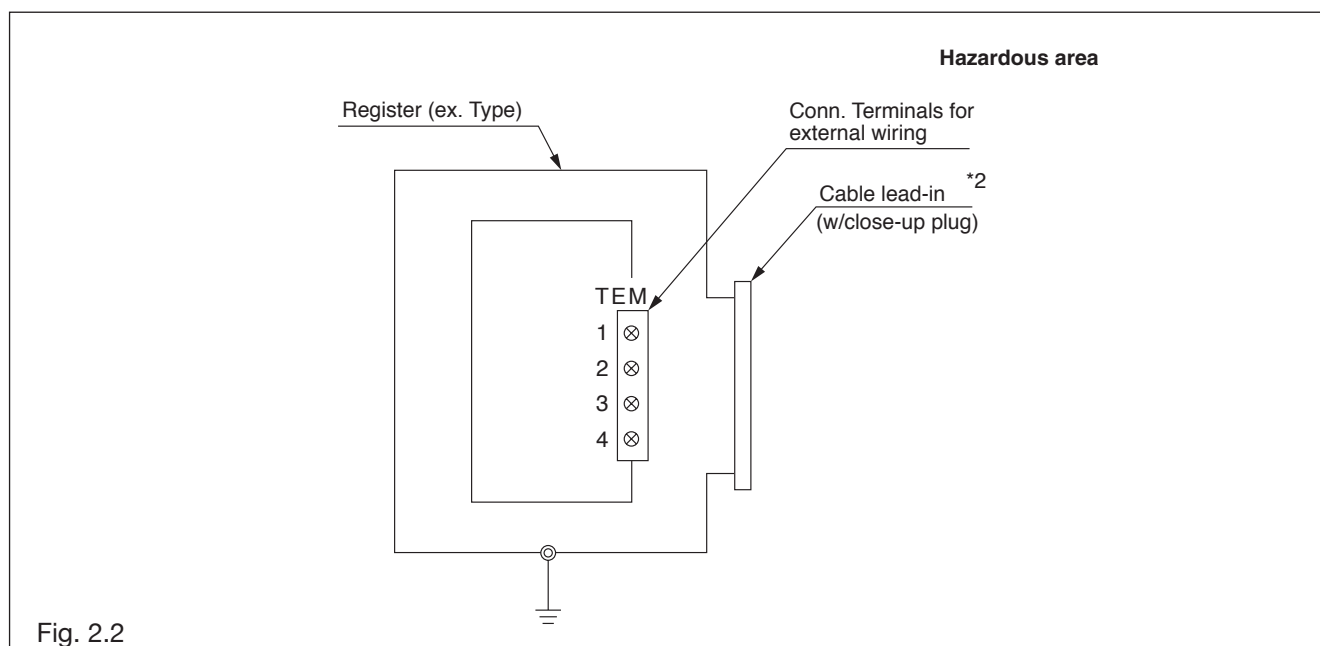 Hazardous area
Register (ex. Type)
Conn. Terminals for
external wiring
Cable lead-in *2
(w/close-up plug)
TEM
1
2
3
4
Fig. 2.2